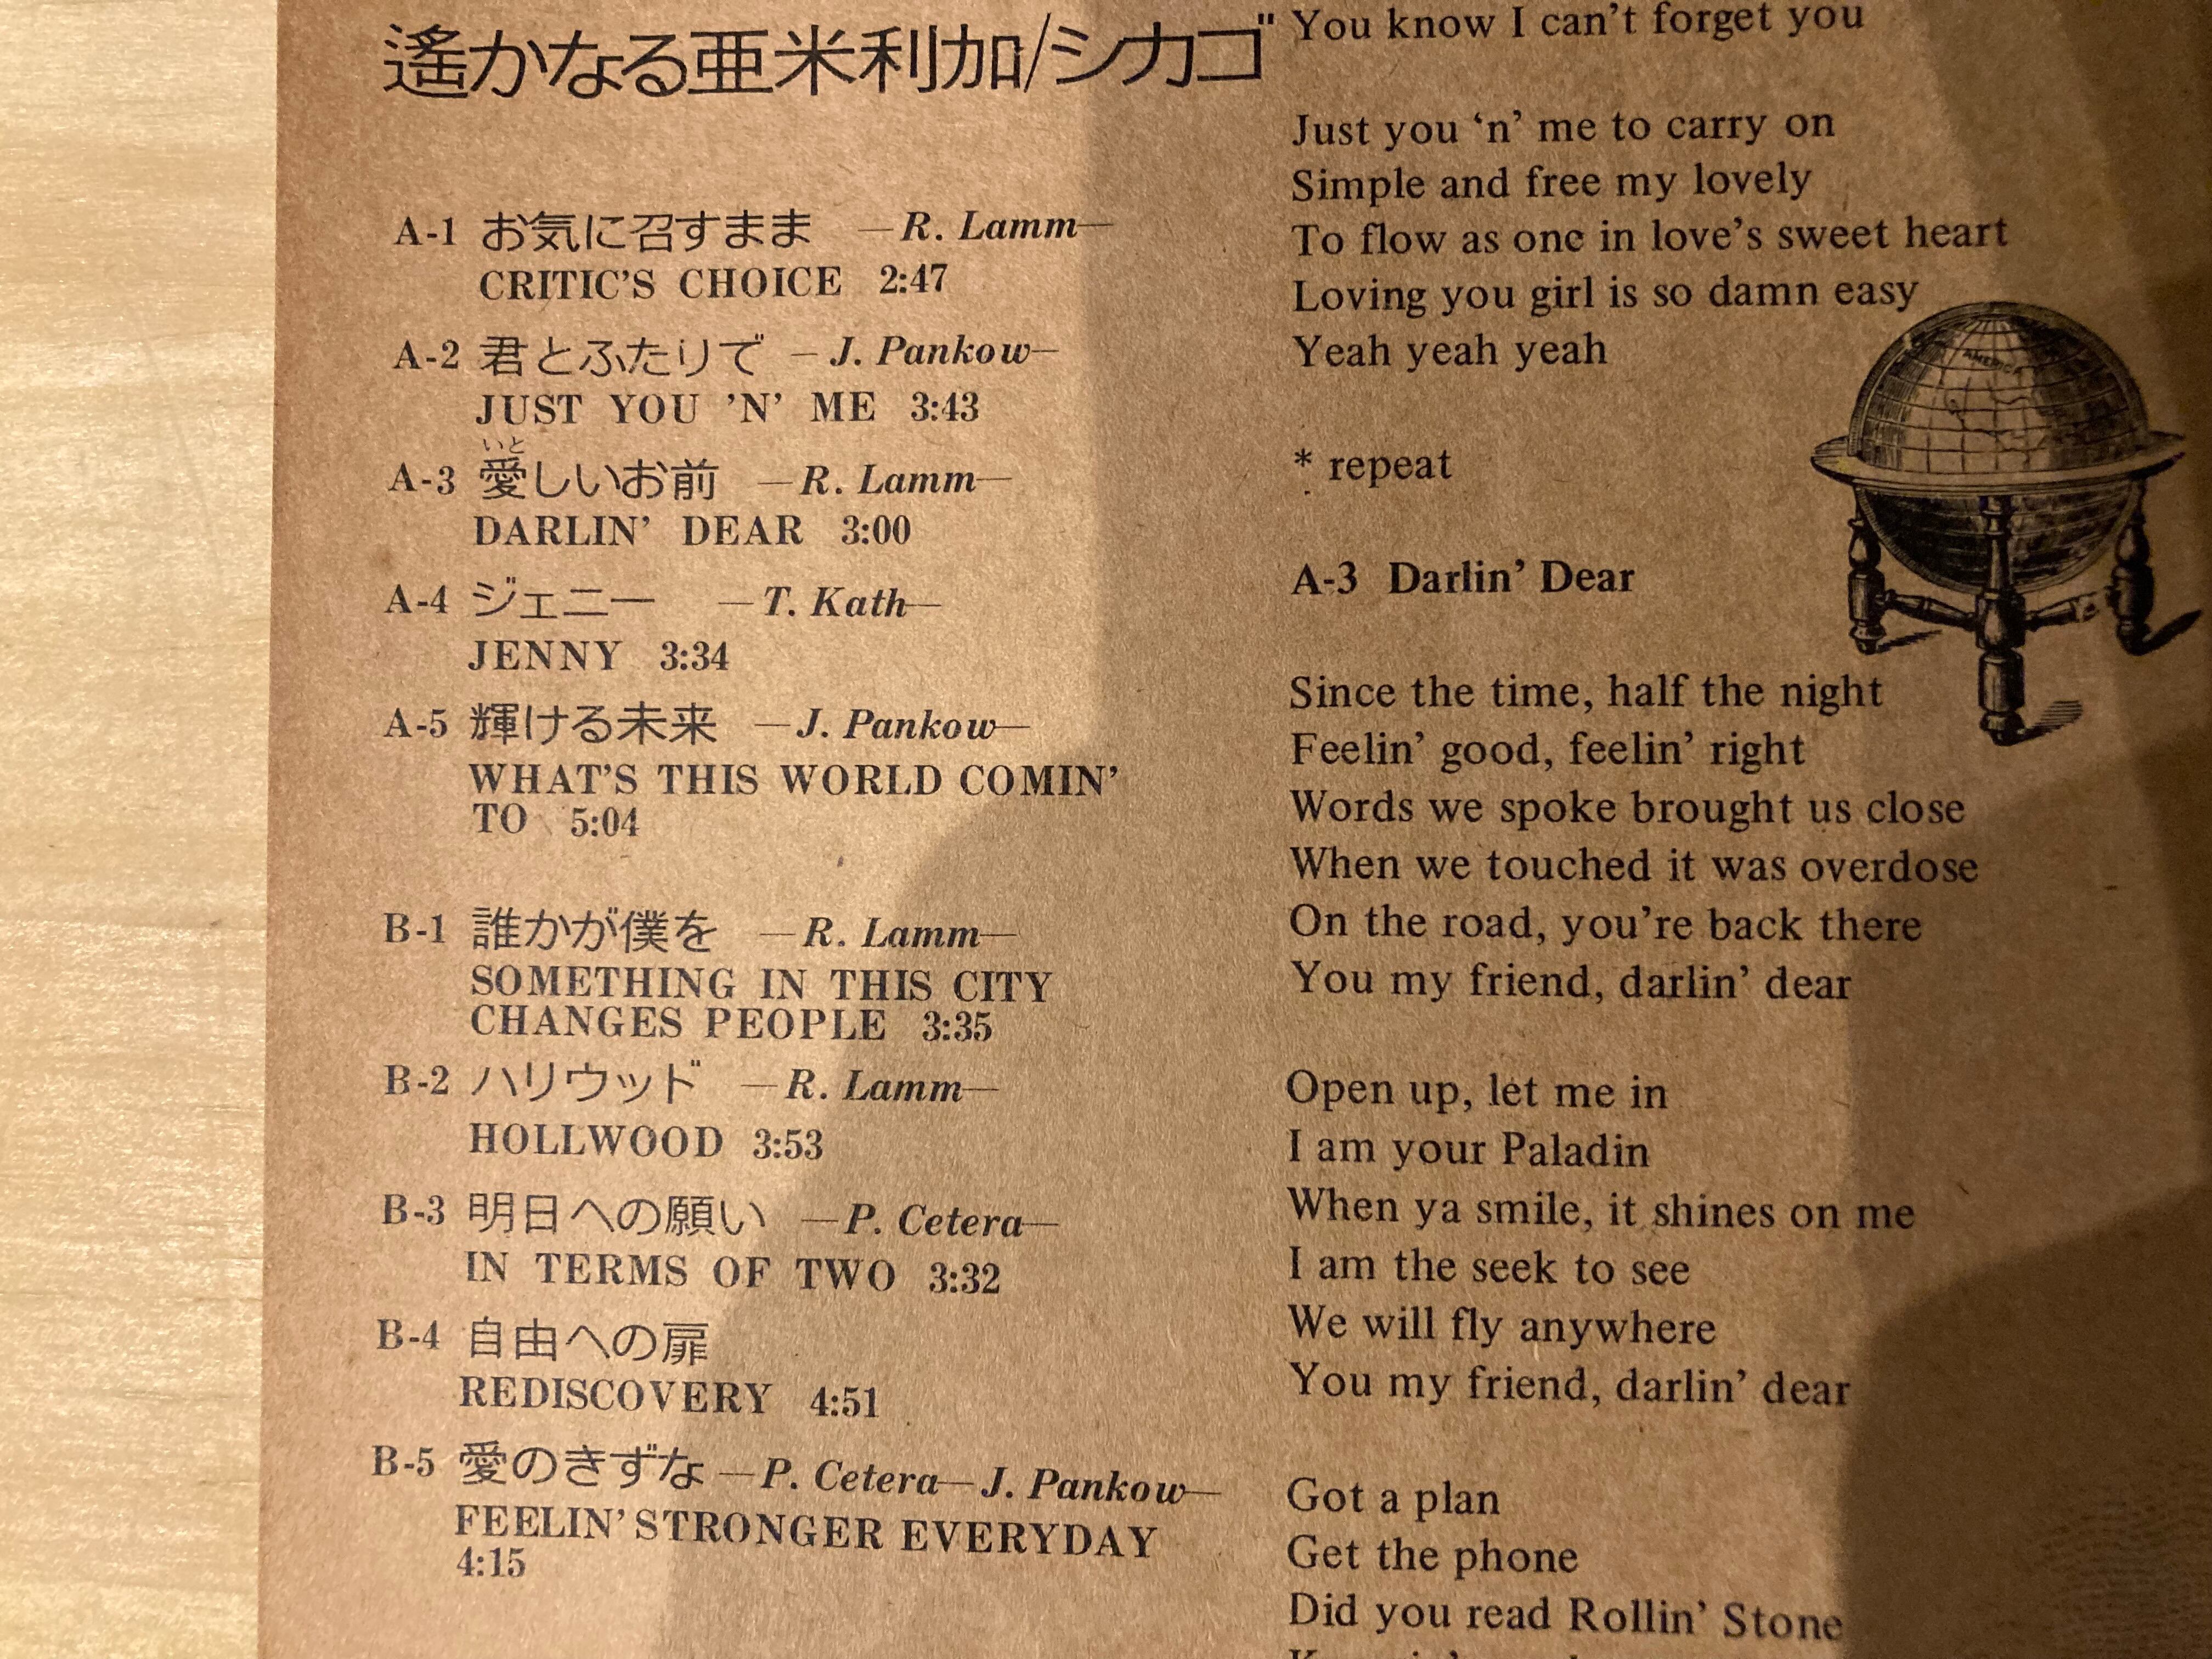 遙かなる亜米利加/シカゴ
A-1 お気に召すまま —R. Lamm—
CRITIC'S CHOICE 2:47
A-2 君とふたりで —J. Pankow—
JUST YOU 'N' ME 3:43
いと
A-3 愛しいお前 —R. Lamm—
DARLIN' DEAR 3:00
A-4 ジェニー —T. Kath—
JENNY 3:34
A-5 輝ける未来 —J. Pankow—
WHAT'S THIS WORLD COMIN'
TO 5:04
B-1 誰かが僕を —R. Lamm—
SOMETHING IN THIS CITY
CHANGES PEOPLE 3:35
B-2 ハリウッド —R. Lamm—
HOLLWOOD 3:53
B-3 明日への願い —P. Cetera—
IN TERMS OF TWO 3:32
B-4 自由への扉
REDISCOVERY 4:51
B-5 愛のきずな —P. Cetera— J. Pankow—
FEELIN' STRONGER EVERYDAY
4:15
You know I can't forget you
Just you 'n' me to carry on
Simple and free my lovely
To flow as one in love's sweet heart
Loving you girl is so damn easy
Yeah yeah yeah
* repeat
A-3 Darlin' Dear
Since the time, half the night
Feelin' good, feelin' right
Words we spoke brought us close
When we touched it was overdose
On the road, you're back there
You my friend, darlin' dear
Open up, let me in
I am your Paladin
When ya smile, it shines on me
I am the seek to see
We will fly anywhere
You my friend, darlin' dear
Got a plan
Get the phone
Did you read Rollin' Stone
AMERICA